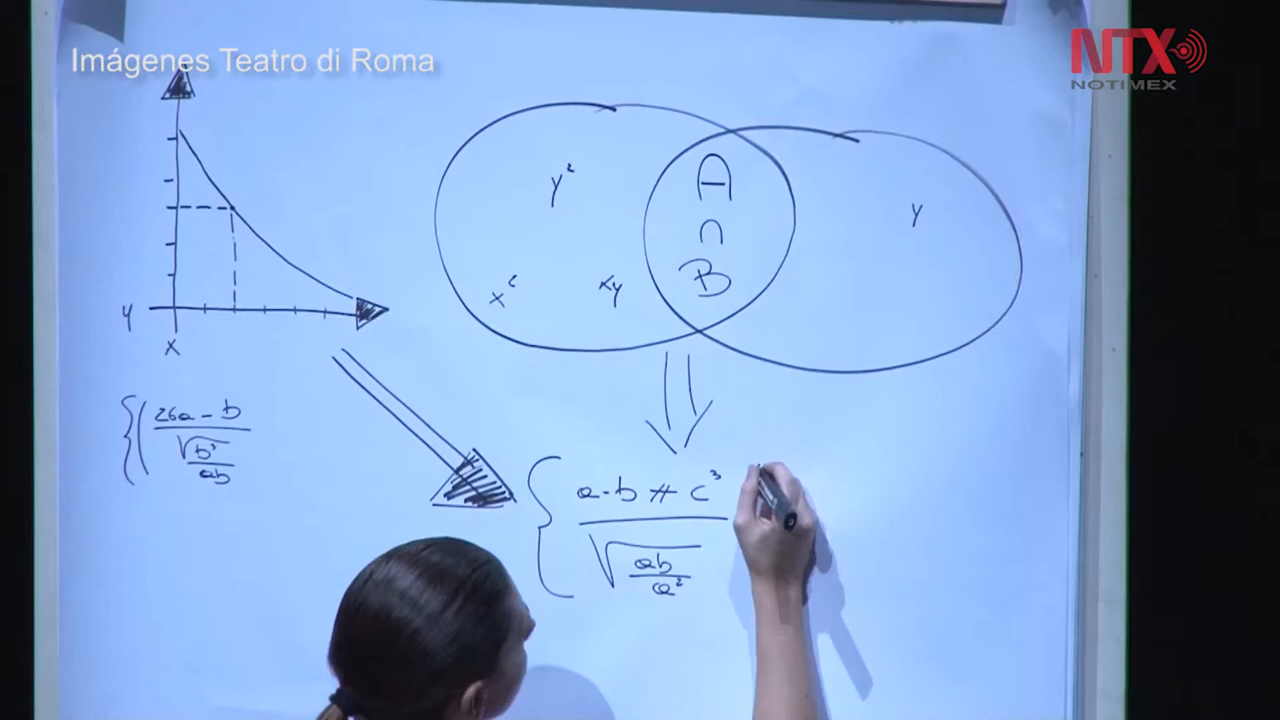 Imágenes Teatro di Roma
NTX
NOTIMEX
y
x
y²
x²
xy
A
∩
B
y
{( 26a - b
√b³
ab
{ a - b # c³
√ab
a²